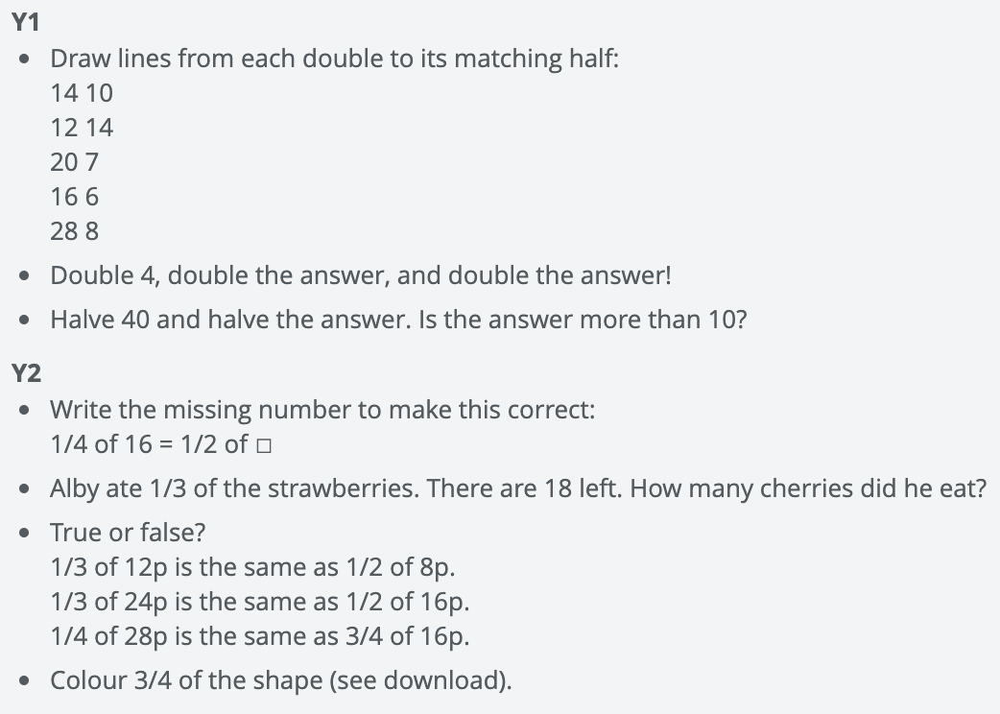 Y1
• Draw lines from each double to its matching half:
14 10
12 14
20 7
16 6
28 8
• Double 4, double the answer, and double the answer!
• Halve 40 and halve the answer. Is the answer more than 10?
Y2
• Write the missing number to make this correct:
1/4 of 16 = 1/2 of □
• Alby ate 1/3 of the strawberries. There are 18 left. How many cherries did he eat?
• True or false?
1/3 of 12p is the same as 1/2 of 8p.
1/3 of 24p is the same as 1/2 of 16p.
1/4 of 28p is the same as 3/4 of 16p.
• Colour 3/4 of the shape (see download).